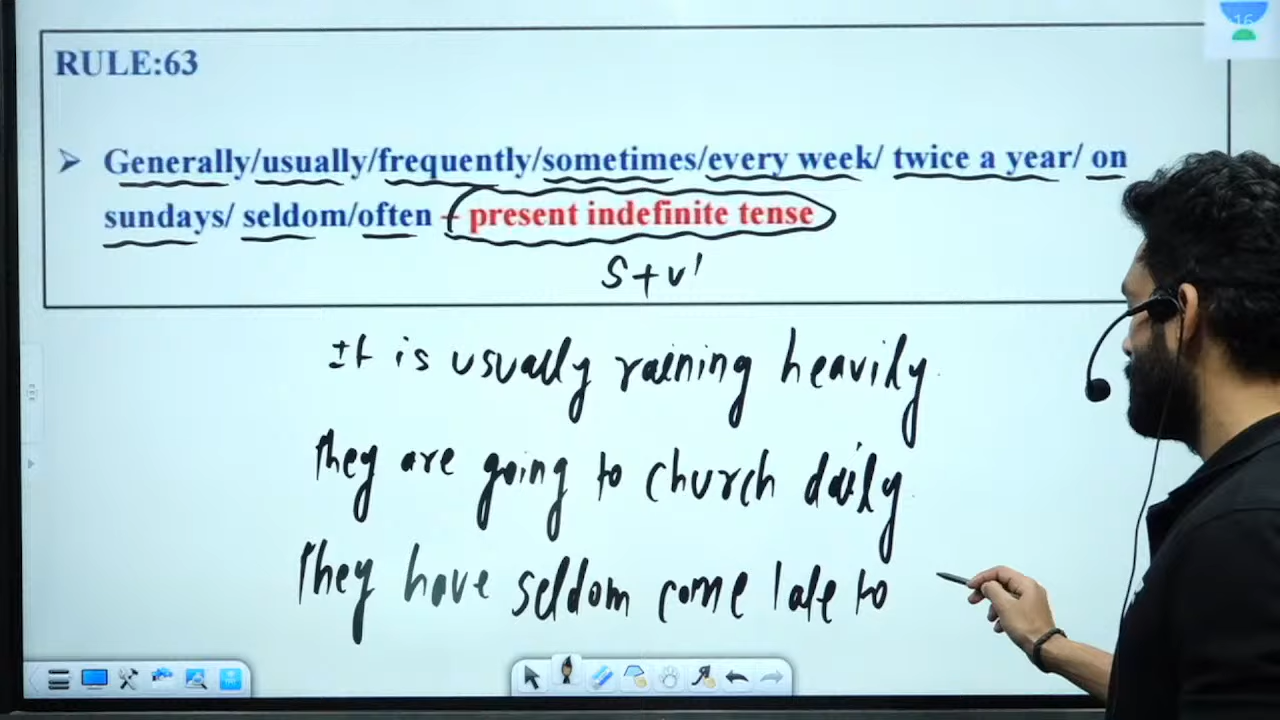 16
RULE:63
➢ Generally/usually/frequently/sometimes/every week/ twice a year/ on
sundays/ seldom/often – present indefinite tense
S+V'
It is usually raining heavily.
They are going to church daily.
They have seldom come late to